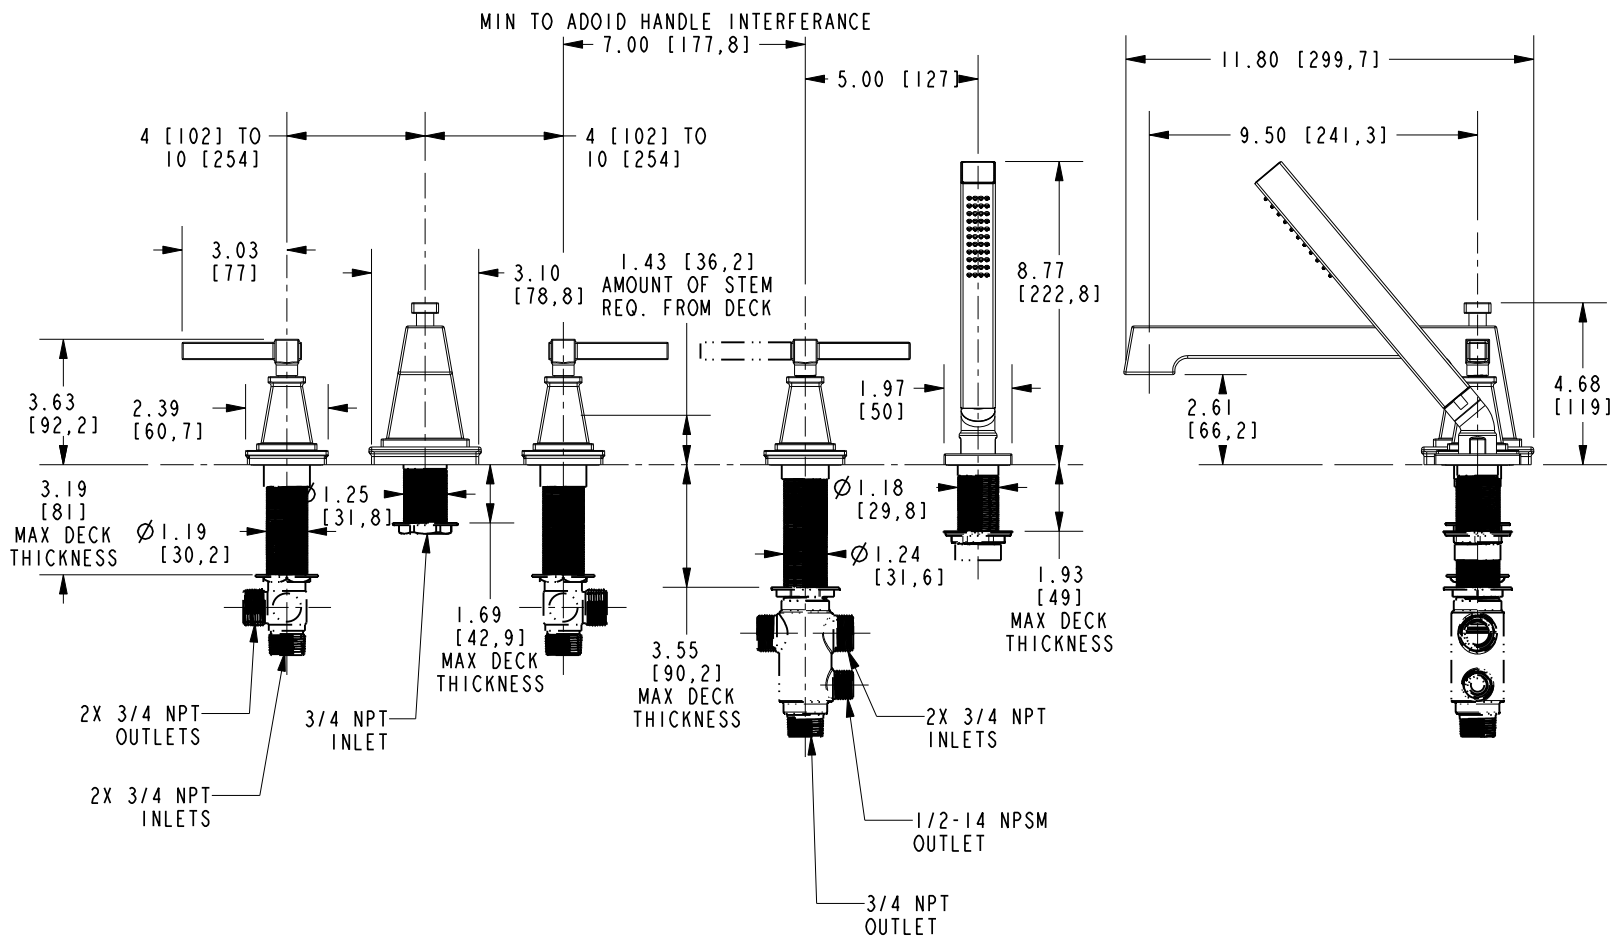 MIN TO ADOID HANDLE INTERFERANCE
7.00 [177,8]
5.00 [127]
11.80 [299,7]
4 [102] TO
10 [254]
4 [102] TO
10 [254]
9.50 [241,3]
3.03
[77]
3.10
[78,8]
1.43 [36,2]
AMOUNT OF STEM
REQ. FROM DECK
8.77
[222,8]
3.63
[92,2]
2.39
[60,7]
1.97
[50]
2.61
[66,2]
4.68
[119]
3.19
[81]
MAX DECK
THICKNESS
Ø1.19
[30,2]
Ø1.25
[31,8]
Ø1.18
[29,8]
Ø1.24
[31,6]
1.69
[42,9]
MAX DECK
THICKNESS
3.55
[90,2]
MAX DECK
THICKNESS
1.93
[49]
MAX DECK
THICKNESS
2X 3/4 NPT
OUTLETS
3/4 NPT
INLET
2X 3/4 NPT
INLETS
2X 3/4 NPT
INLETS
1/2-14 NPSM
OUTLET
3/4 NPT
OUTLET